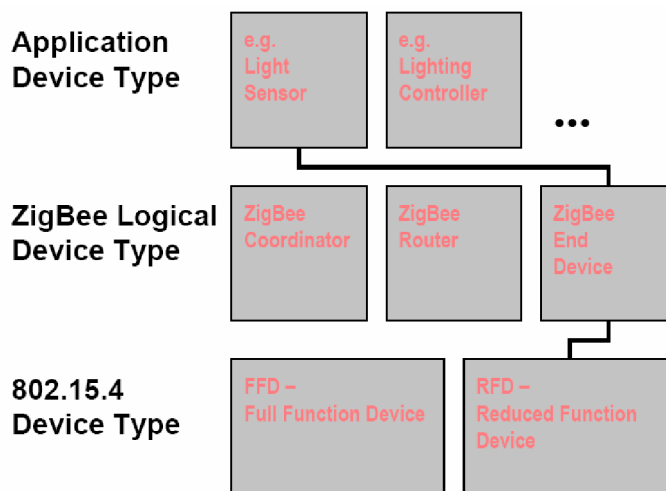 Application
Device Type
e.g.
Light
Sensor
e.g.
Lighting
Controller
...
ZigBee Logical
Device Type
ZigBee
Coordinator
ZigBee
Router
ZigBee
End
Device
802.15.4
Device Type
FFD –
Full Function Device
RFD –
Reduced Function
Device